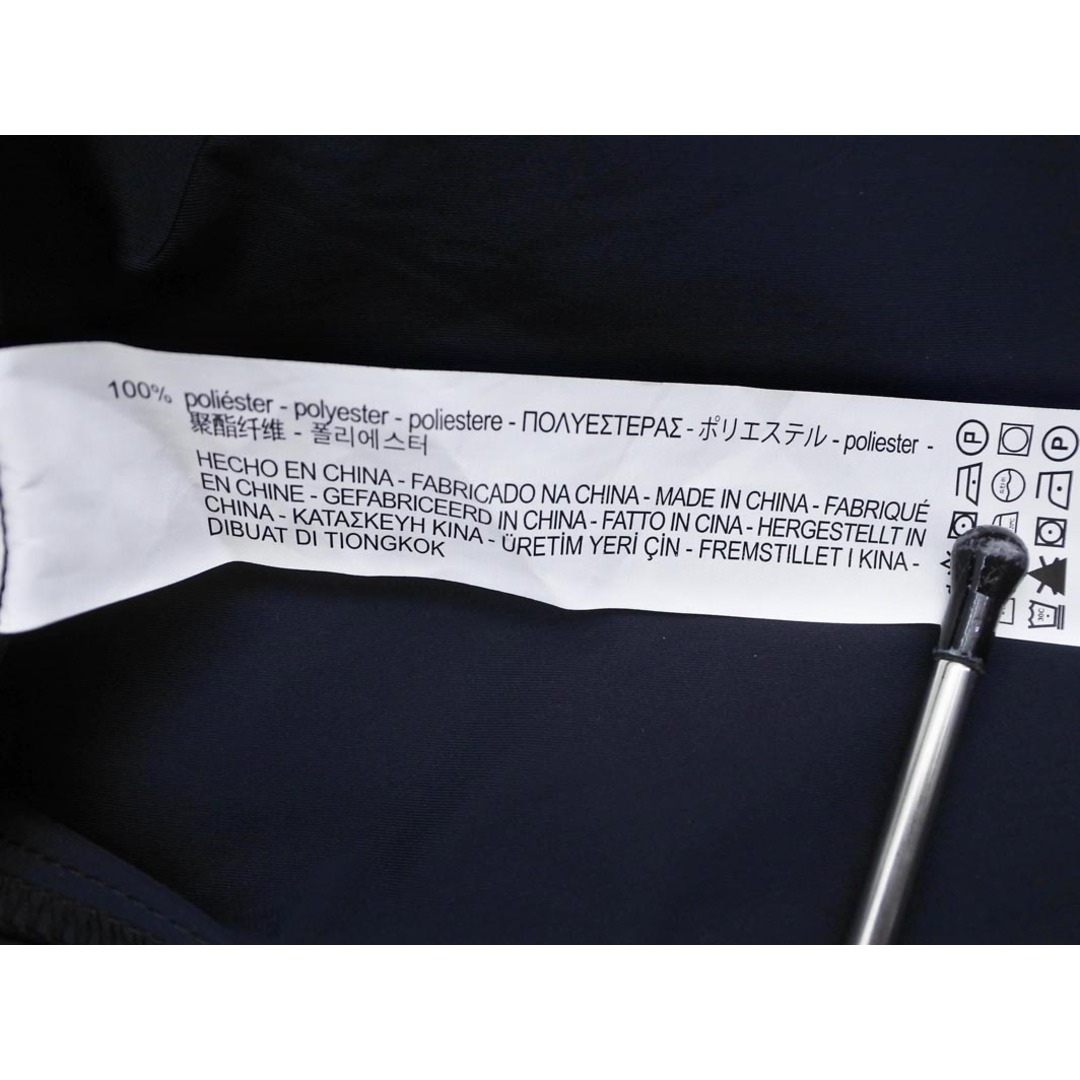 100% poliéster - polyester - poliestere - ΠΟΛΥΕΣΤΕΡΑΣ - ポリエステル - poliester -
聚酯纤维 - 폴리에스터
HECHO EN CHINA - FABRICADO NA CHINA - MADE IN CHINA - FABRIQUÉ
EN CHINE - GEFABRICEERD IN CHINA - FATTO IN CINA - HERGESTELLT IN
CHINA - ΚΑΤΑΣΚΕΥΗ ΚΙΝΑ - ÜRETİM YERİ ÇİN - FREMSTILLET I KINA -
DIBUAT DI TIONGKOK
P P
30C